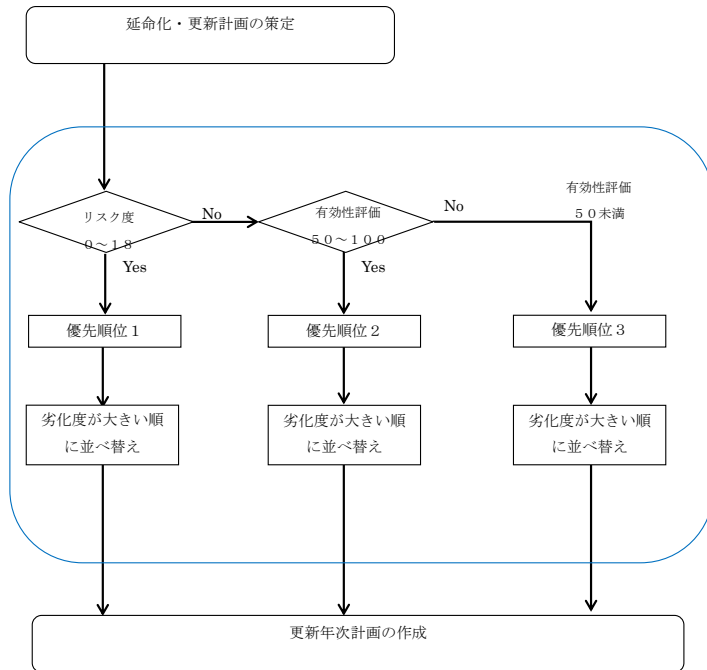 延命化・更新計画の策定
リスク度
０～１８
No
有効性評価
５０～１００
No
有効性評価
５０未満
Yes
Yes
優先順位１
優先順位２
優先順位３
劣化度が大きい順
に並べ替え
劣化度が大きい順
に並べ替え
劣化度が大きい順
に並べ替え
更新年次計画の作成